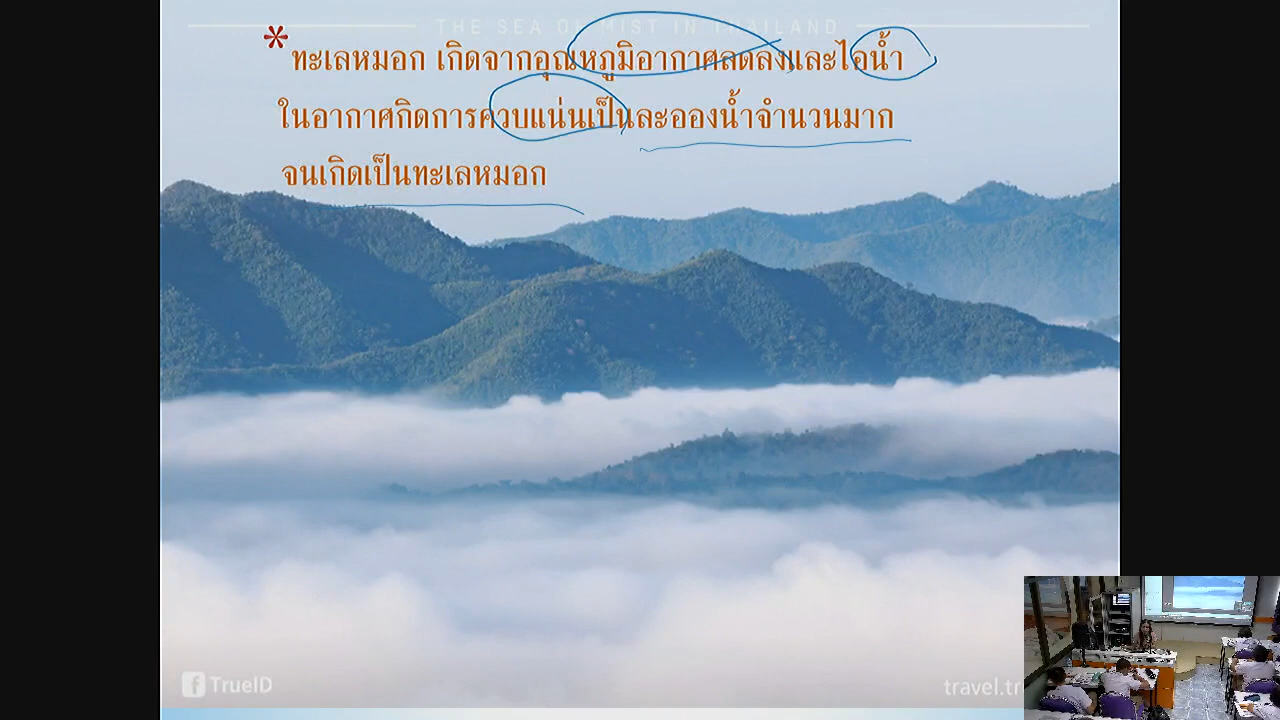 THE SEA OF MIST IN THAILAND
* ทะเลหมอก เกิดจากอุณหภูมิอากาศลดลงและไอน้ำ
ในอากาศกิดการควบแน่นเป็นละอองน้ำจำนวนมาก
จนเกิดเป็นทะเลหมอก
f TrueID
travel.tr